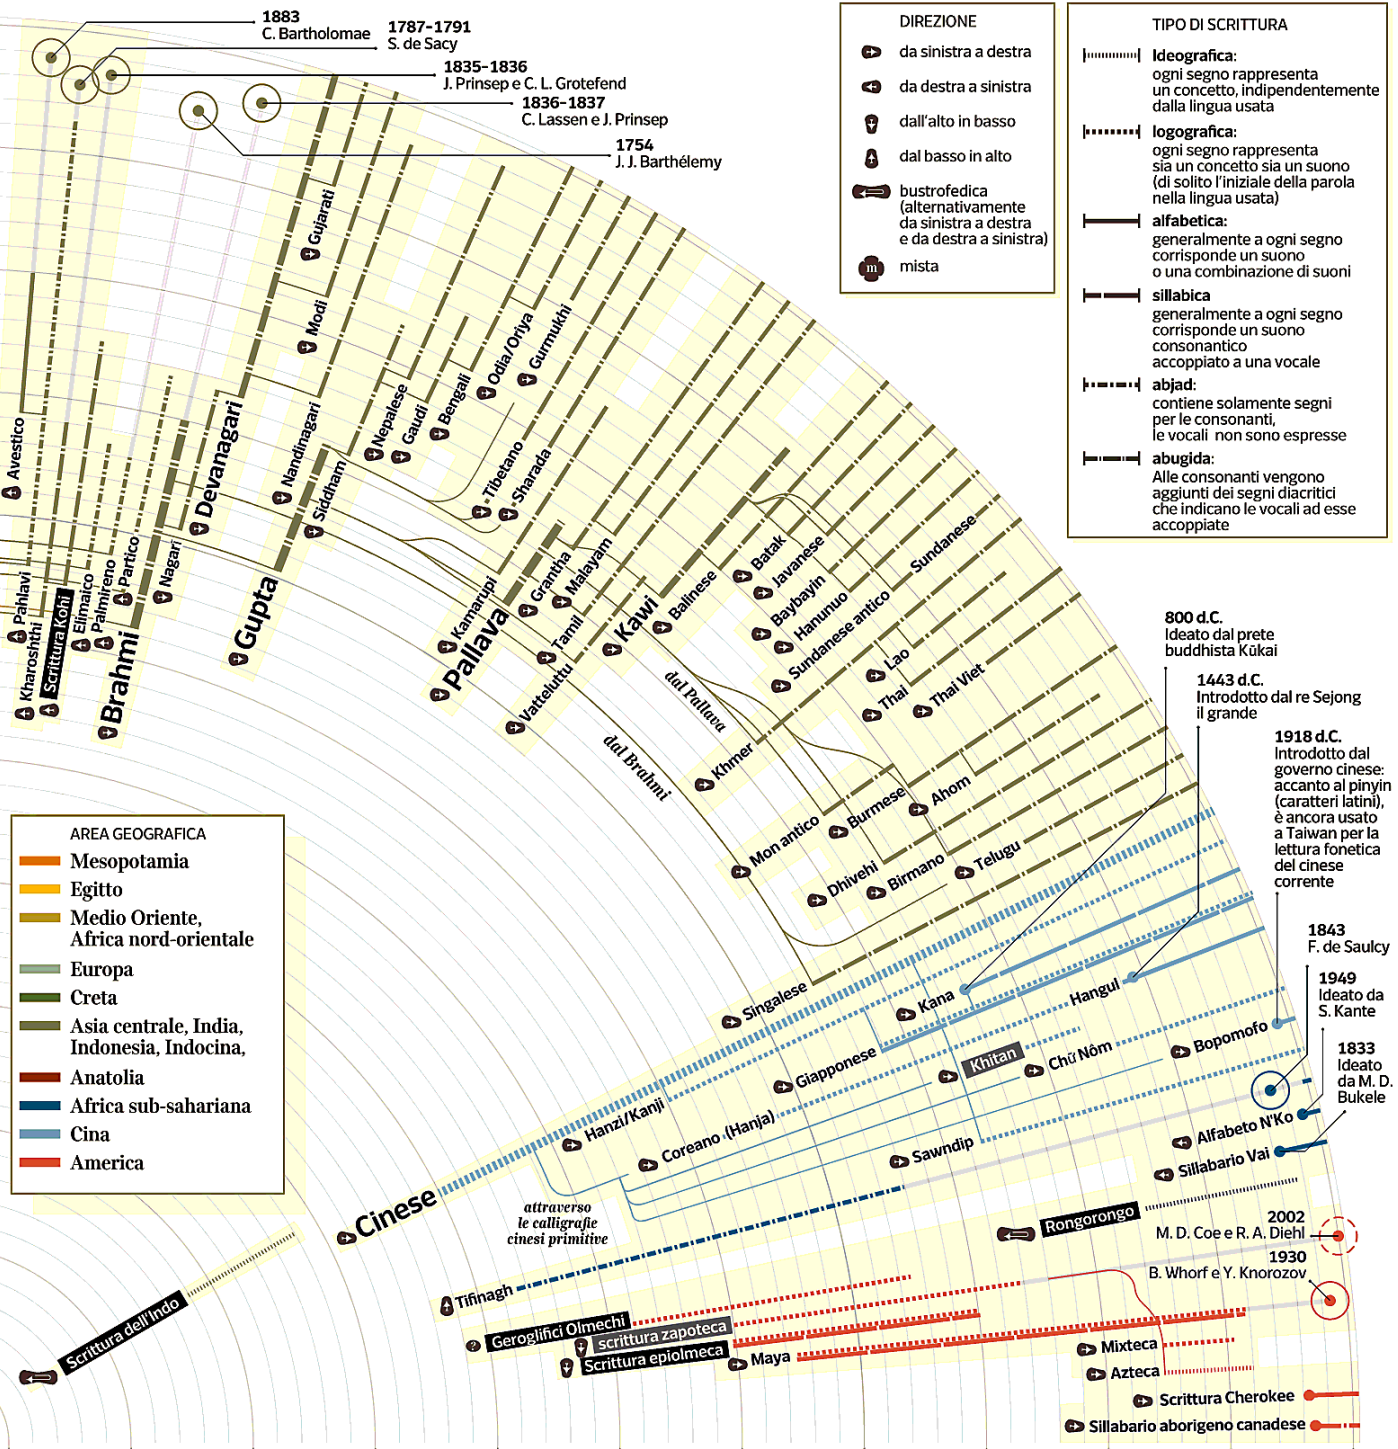 1883
C. Bartholomae
1787-1791
S. de Sacy
1835-1836
J. Prinsep e C. L. Grotefend
1836-1837
C. Lassen e J. Prinsep
1754
J. J. Barthélemy
DIREZIONE
da sinistra a destra
da destra a sinistra
dall'alto in basso
dal basso in alto
bustrofedica
(alternativamente
da sinistra a destra
e da destra a sinistra)
m
mista
TIPO DI SCRITTURA
Ideografica:
ogni segno rappresenta
un concetto, indipendentemente
dalla lingua usata
logografica:
ogni segno rappresenta
sia un concetto sia un suono
(di solito l'iniziale della parola
nella lingua usata)
alfabetica:
generalmente a ogni segno
corrisponde un suono
o una combinazione di suoni
sillabica
generalmente a ogni segno
corrisponde un suono
consonantico
accoppiato a una vocale
abjad:
contiene solamente segni
per le consonanti,
le vocali non sono espresse
abugida:
Alle consonanti vengono
aggiunti dei segni diacritici
che indicano le vocali ad esse
accoppiate
Avestico
Pahlavi
Kharoshthi
Scrittura Kohi
Elimaico
Palmireno
Partico
Brahmi
Nagari
Devanagari
Gujarati
Modi
Nandinagari
Gupta
Siddham
Nepalese
Gaudi
Bengali
Odia/Oriya
Gurmukhi
Tibetano
Sharada
Kamarupi
Pallava
Grantha
Malayam
Tamil
Vatteluttu
Kawi
Balinese
Batak
Javanese
Baybayin
Hanunuo
Sundanese antico
Sundanese
Lao
Thai
Thai Viet
dal Pallava
dal Brahmi
Khmer
Mon antico
Burmese
Ahom
Dhivehi
Birmano
Telugu
Singalese
800 d.C.
Ideato dal prete
buddhista Kūkai
1443 d.C.
Introdotto dal re Sejong
il grande
1918 d.C.
Introdotto dal
governo cinese:
accanto al pinyin
(caratteri latini),
è ancora usato
a Taiwan per la
lettura fonetica
del cinese
corrente
1843
F. de Saulcy
1949
Ideato da
S. Kante
1833
Ideato
da M. D.
Bukele
AREA GEOGRAFICA
Mesopotamia
Egitto
Medio Oriente,
Africa nord-orientale
Europa
Creta
Asia centrale, India,
Indonesia, Indocina,
Anatolia
Africa sub-sahariana
Cina
America
Kana
Hangul
Giapponese
Khitan
Chữ Nôm
Bopomofo
Hanzi/Kanji
Coreano (Hanja)
Sawndip
Alfabeto N'Ko
Sillabario Vai
Cinese
attraverso
le calligrafie
cinesi primitive
Rongorongo
2002
M. D. Coe e R. A. Diehl
1930
B. Whorf e Y. Knorozov
Tifinagh
Scrittura dell'Indo
?
Geroglifici Olmechi
scrittura zapoteca
Scrittura epiolmeca
Maya
Mixteca
Azteca
Scrittura Cherokee
Sillabario aborigeno canadese